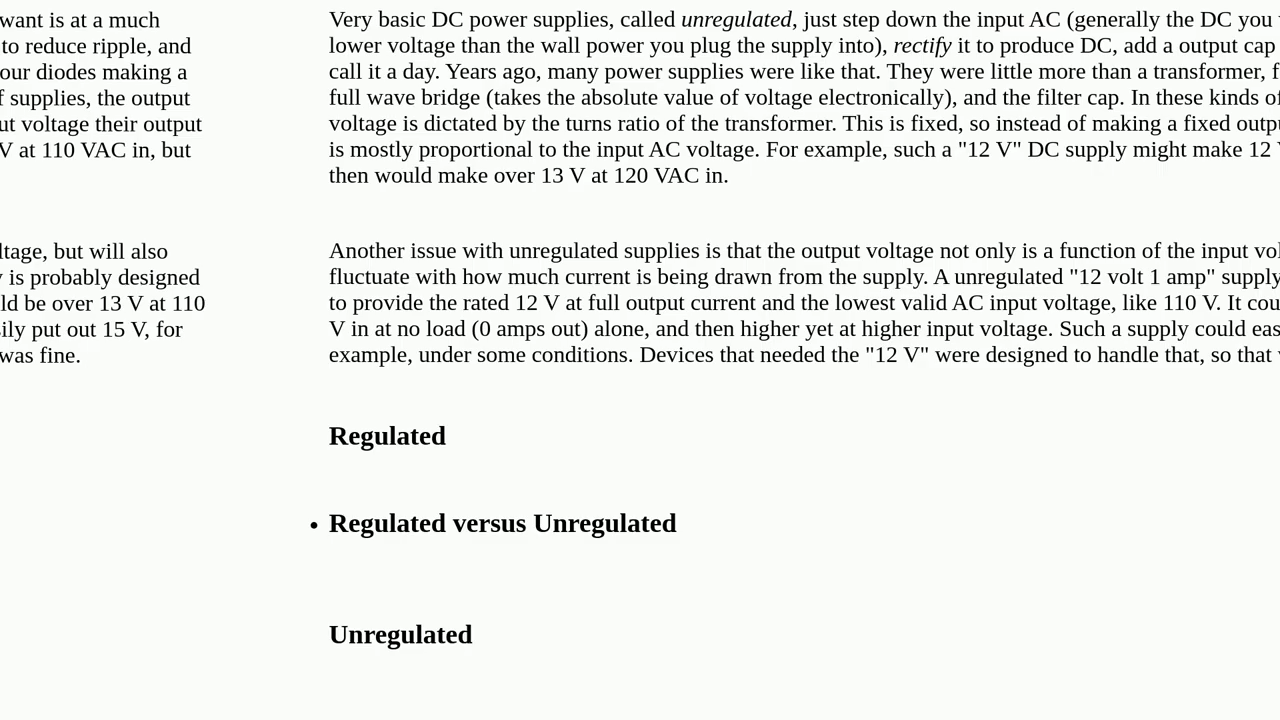 want is at a much
to reduce ripple, and
our diodes making a
f supplies, the output
ut voltage their output
V at 110 VAC in, but
ltage, but will also
y is probably designed
ld be over 13 V at 110
sily put out 15 V, for
was fine.
Very basic DC power supplies, called unregulated, just step down the input AC (generally the DC you
lower voltage than the wall power you plug the supply into), rectify it to produce DC, add a output cap
call it a day. Years ago, many power supplies were like that. They were little more than a transformer, f
full wave bridge (takes the absolute value of voltage electronically), and the filter cap. In these kinds of
voltage is dictated by the turns ratio of the transformer. This is fixed, so instead of making a fixed outpu
is mostly proportional to the input AC voltage. For example, such a "12 V" DC supply might make 12 V
then would make over 13 V at 120 VAC in.
Another issue with unregulated supplies is that the output voltage not only is a function of the input vol
fluctuate with how much current is being drawn from the supply. A unregulated "12 volt 1 amp" supply
to provide the rated 12 V at full output current and the lowest valid AC input voltage, like 110 V. It cou
V in at no load (0 amps out) alone, and then higher yet at higher input voltage. Such a supply could eas
example, under some conditions. Devices that needed the "12 V" were designed to handle that, so that
Regulated
• Regulated versus Unregulated
Unregulated